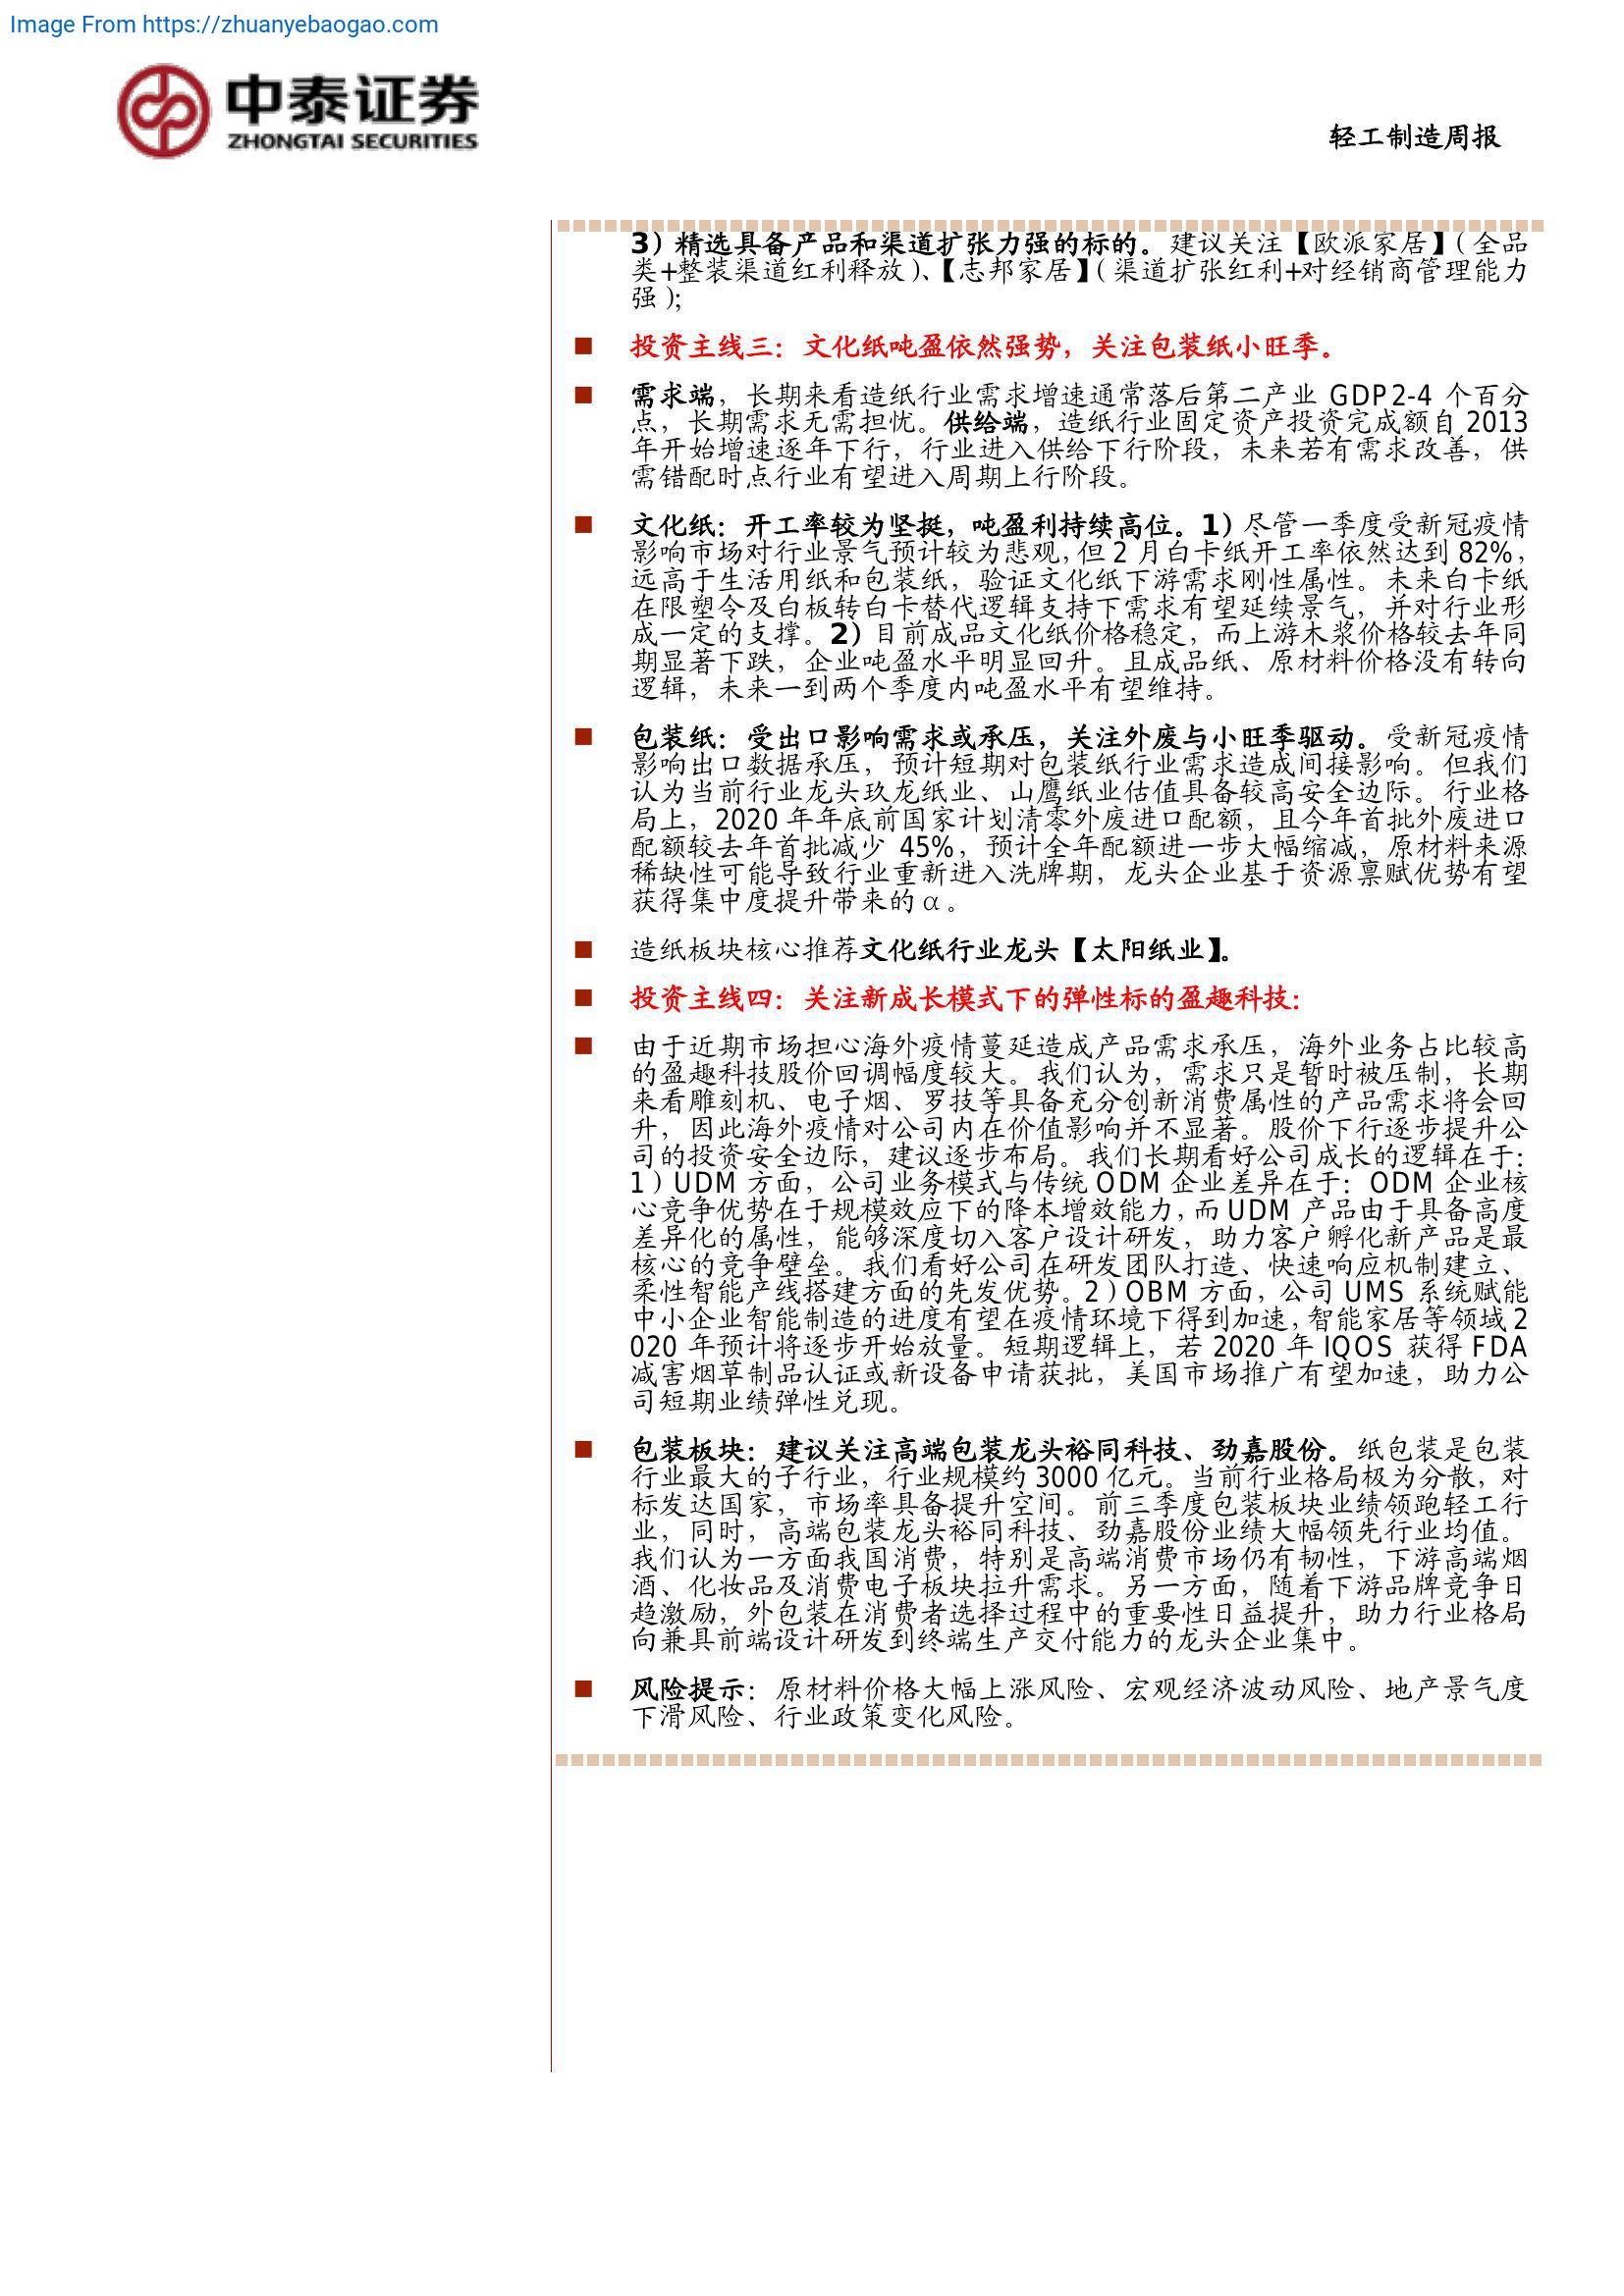 Image From https://zhuanyebaogao.com
中泰证券
ZHONGTAI SECURITIES
轻工制造周报
3）精选具备产品和渠道扩张力强的标的。建议关注【欧派家居】（全品
类+整装渠道红利释放）、【志邦家居】（渠道扩张红利+对经销商管理能力
强）；
■ 投资主线三：文化纸吨盈依然强势，关注包装纸小旺季。
■ 需求端，长期来看造纸行业需求增速通常落后第二产业 GDP2-4 个百分
点，长期需求无需担忧。供给端，造纸行业固定资产投资完成额自 2013
年开始增速逐年下行，行业进入供给下行阶段，未来若有需求改善，供
需错配时点行业有望进入周期上行阶段。
■ 文化纸：开工率较为坚挺，吨盈利持续高位。1）尽管一季度受新冠疫情
影响市场对行业景气预计较为悲观，但 2 月白卡纸开工率依然达到 82%，
远高于生活用纸和包装纸，验证文化纸下游需求刚性属性。未来白卡纸
在限塑令及白板转白卡替代逻辑支持下需求有望延续景气，并对行业形
成一定的支撑。2）目前成品文化纸价格稳定，而上游木浆价格较去年同
期显著下跌，企业吨盈水平明显回升。且成品纸、原材料价格没有转向
逻辑，未来一到两个季度内吨盈水平有望维持。
■ 包装纸：受出口影响需求或承压，关注外废与小旺季驱动。受新冠疫情
影响出口数据承压，预计短期对包装纸行业需求造成间接影响。但我们
认为当前行业龙头玖龙纸业、山鹰纸业估值具备较高安全边际。行业格
局上，2020 年年底前国家计划清零外废进口配额，且今年首批外废进口
配额较去年首批减少 45%，预计全年配额进一步大幅缩减，原材料来源
稀缺性可能导致行业重新进入洗牌期，龙头企业基于资源禀赋优势有望
获得集中度提升带来的 α。
■ 造纸板块核心推荐文化纸行业龙头【太阳纸业】。
■ 投资主线四：关注新成长模式下的弹性标的盈趣科技：
■ 由于近期市场担心海外疫情蔓延造成产品需求承压，海外业务占比较高
的盈趣科技股价回调幅度较大。我们认为，需求只是暂时被压制，长期
来看雕刻机、电子烟、罗技等具备充分创新消费属性的产品需求将会回
升，因此海外疫情对公司内在价值影响并不显著。股价下行逐步提升公
司的投资安全边际，建议逐步布局。我们长期看好公司成长的逻辑在于：
1）UDM 方面，公司业务模式与传统 ODM 企业差异在于：ODM 企业核
心竞争优势在于规模效应下的降本增效能力，而 UDM 产品由于具备高度
差异化的属性，能够深度切入客户设计研发，助力客户孵化新产品是最
核心的竞争壁垒。我们看好公司在研发团队打造、快速响应机制建立、
柔性智能产线搭建方面的先发优势。2）OBM 方面，公司 UMS 系统赋能
中小企业智能制造的进度有望在疫情环境下得到加速，智能家居等领域 2
020 年预计将逐步开始放量。短期逻辑上，若 2020 年 IQOS 获得 FDA
减害烟草制品认证或新设备申请获批，美国市场推广有望加速，助力公
司短期业绩弹性兑现。
■ 包装板块：建议关注高端包装龙头裕同科技、劲嘉股份。纸包装是包装
行业最大的子行业，行业规模约 3000 亿元。当前行业格局极为分散，对
标发达国家，市场率具备提升空间。前三季度包装板块业绩领跑轻工行
业，同时，高端包装龙头裕同科技、劲嘉股份业绩大幅领先行业均值。
我们认为一方面我国消费，特别是高端消费市场仍有韧性，下游高端烟
酒、化妆品及消费电子板块拉升需求。另一方面，随着下游品牌竞争日
趋激励，外包装在消费者选择过程中的重要性日益提升，助力行业格局
向兼具前端设计研发到终端生产交付能力的龙头企业集中。
■ 风险提示：原材料价格大幅上涨风险、宏观经济波动风险、地产景气度
下滑风险、行业政策变化风险。